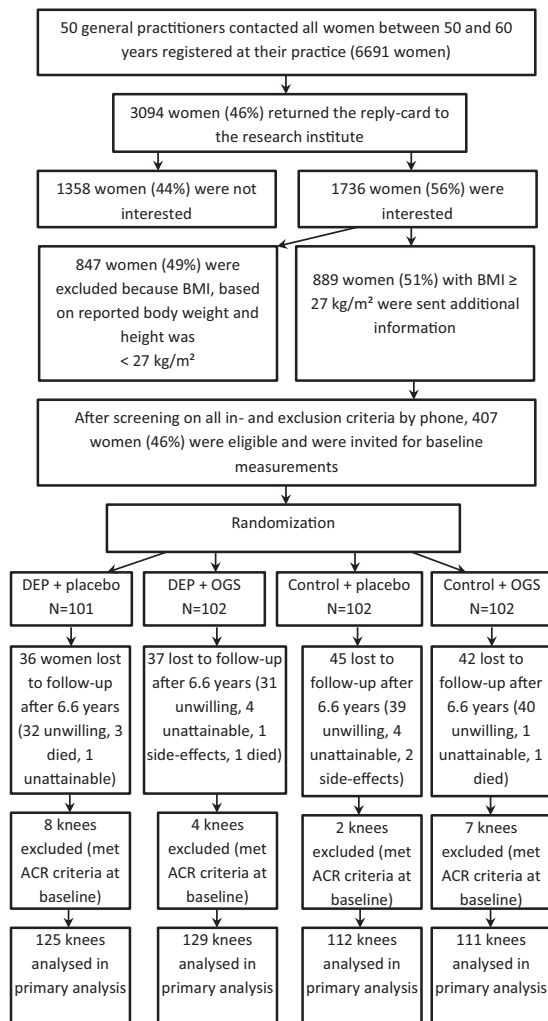 50 general practitioners contacted all women between 50 and 60
years registered at their practice (6691 women)
3094 women (46%) returned the reply-card to
the research institute
1358 women (44%) were not
interested
1736 women (56%) were
interested
847 women (49%) were
excluded because BMI, based
on reported body weight and
height was
< 27 kg/m²
889 women (51%) with BMI ≥
27 kg/m² were sent additional
information
After screening on all in- and exclusion criteria by phone, 407
women (46%) were eligible and were invited for baseline
measurements
Randomization
DEP + placebo
N=101
DEP + OGS
N=102
Control + placebo
N=102
Control + OGS
N=102
36 women lost
to follow-up
after 6.6 years
(32 unwilling, 3
died, 1
unattainable)
37 lost to follow-up
after 6.6 years (31
unwilling, 4
unattainable, 1
side-effects, 1 died)
45 lost to
follow-up after
6.6 years (39
unwilling, 4
unattainable, 2
side-effects)
42 lost to
follow-up after
6.6 years (40
unwilling, 1
unattainable, 1
died)
8 knees
excluded (met
ACR criteria at
baseline)
4 knees
excluded (met
ACR criteria at
baseline)
2 knees
excluded (met
ACR criteria at
baseline)
7 knees
excluded (met
ACR criteria at
baseline)
125 knees
analysed in
primary analysis
129 knees
analysed in
primary analysis
112 knees
analysed in
primary analysis
111 knees
analysed in
primary analysis